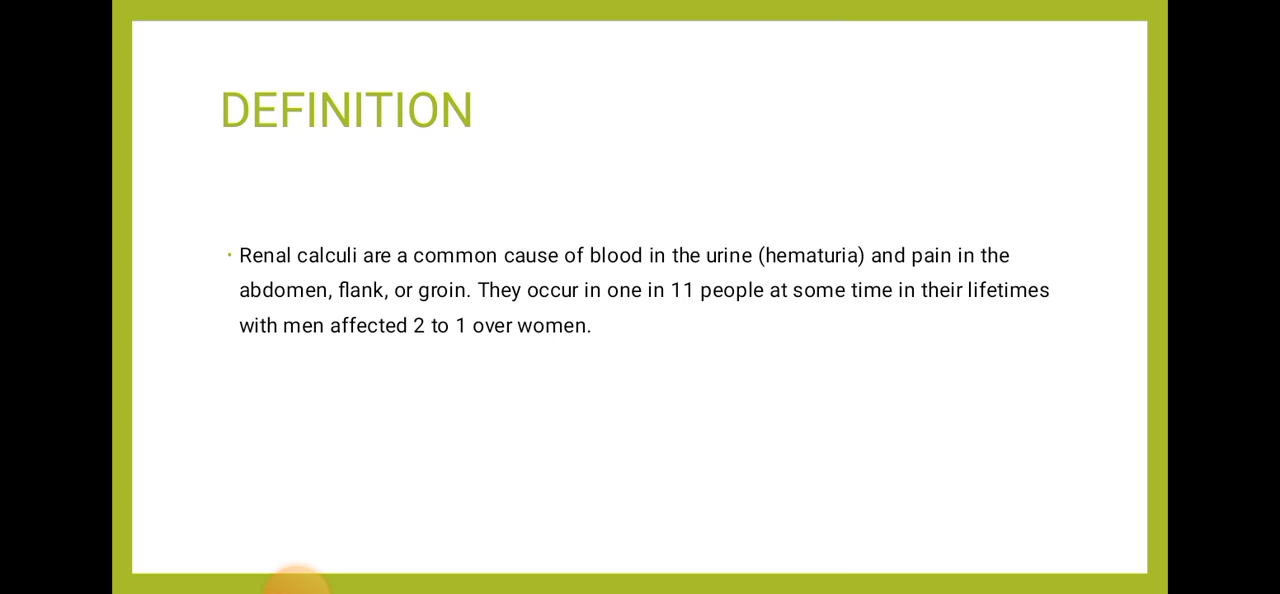 DEFINITION
• Renal calculi are a common cause of blood in the urine (hematuria) and pain in the
abdomen, flank, or groin. They occur in one in 11 people at some time in their lifetimes
with men affected 2 to 1 over women.